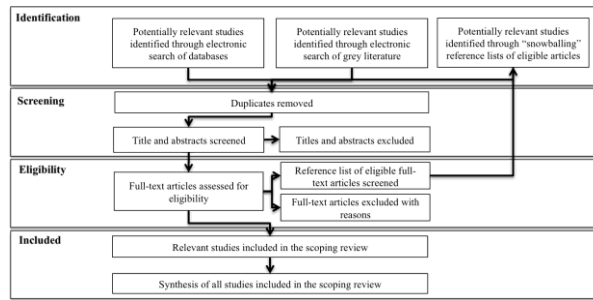 Identification
Potentially relevant studies
identified through electronic
search of databases
Potentially relevant studies
identified through electronic
search of grey literature
Potentially relevant studies
identified through “snowballing”
reference lists of eligible articles
Screening
Duplicates removed
Title and abstracts screened
Titles and abstracts excluded
Eligibility
Full-text articles assessed for
eligibility
Reference list of eligible full-
text articles screened
Full-text articles excluded with
reasons
Included
Relevant studies included in the scoping review
Synthesis of all studies included in the scoping review